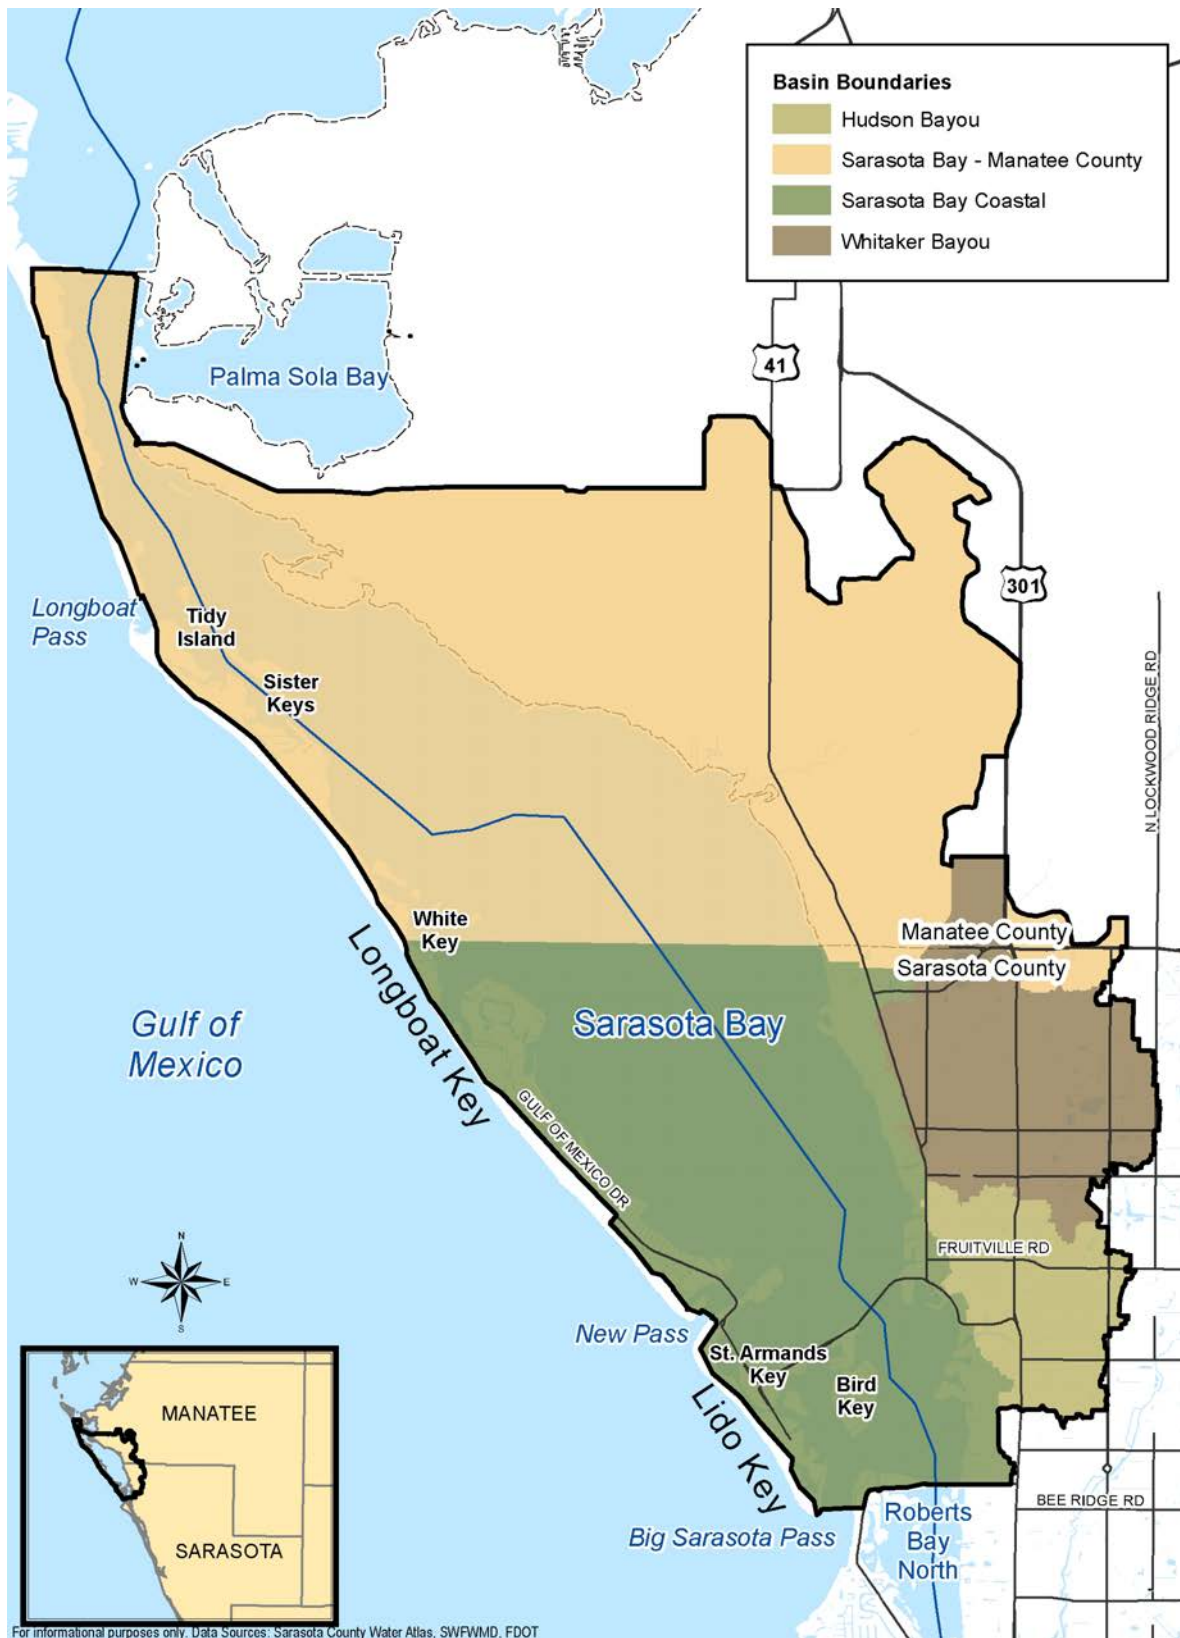 Basin Boundaries
Hudson Bayou
Sarasota Bay - Manatee County
Sarasota Bay Coastal
Whitaker Bayou
41
Palma Sola Bay
301
Longboat
Pass
Tidy
Island
Sister
Keys
N LOCKWOOD RIDGE RD
White
Key
Manatee County
Sarasota County
Longboat Key
Gulf of
Mexico
Sarasota Bay
GULF OF MEXICO DR
FRUITVILLE RD
N
W
E
S
New Pass
St. Armands
Key
Bird
Key
Lido Key
MANATEE
SARASOTA
BEE RIDGE RD
Roberts
Bay
North
Big Sarasota Pass
For informational purposes only. Data Sources: Sarasota County Water Atlas, SWFWMD, FDOT